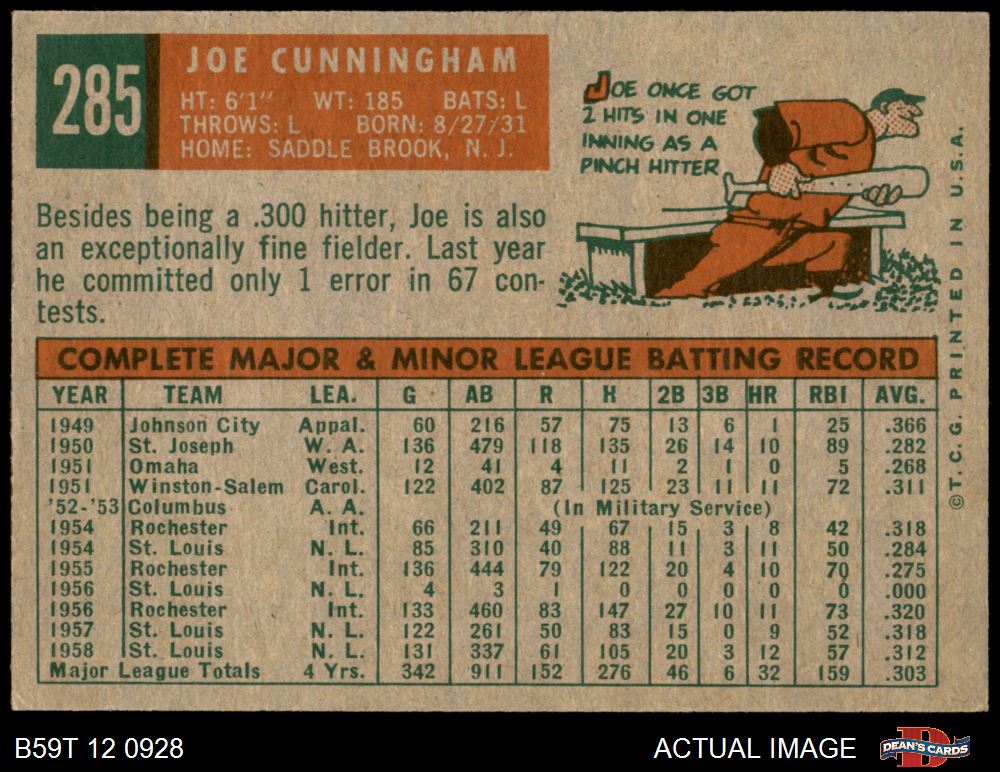 285
JOE CUNNINGHAM
HT: 6'1" WT: 185 BATS: L
THROWS: L BORN: 8/27/31
HOME: SADDLE BROOK, N. J.
JOE ONCE GOT
2 HITS IN ONE
INNING AS A
PINCH HITTER
Besides being a .300 hitter, Joe is also
an exceptionally fine fielder. Last year
he committed only 1 error in 67 con-
tests.
COMPLETE MAJOR & MINOR LEAGUE BATTING RECORD
YEAR TEAM LEA. G AB R H 2B 3B HR RBI AVG.
1949 Johnson City Appal. 60 216 57 75 13 6 1 25 .366
1950 St. Joseph W. A. 136 479 118 135 26 14 10 89 .282
1951 Omaha West. 12 41 4 11 2 1 0 5 .268
1951 Winston-Salem Carol. 122 402 87 125 23 11 11 72 .311
'52-'53 Columbus A. A. (In Military Service)
1954 Rochester Int. 66 211 49 67 15 3 8 42 .318
1954 St. Louis N. L. 85 310 40 88 11 3 11 50 .284
1955 Rochester Int. 136 444 79 122 20 4 10 70 .275
1956 St. Louis N. L. 4 3 1 0 0 0 0 0 .000
1956 Rochester Int. 133 460 83 147 27 10 11 73 .320
1957 St. Louis N. L. 122 261 50 83 15 0 9 52 .318
1958 St. Louis N. L. 131 337 61 105 20 3 12 57 .312
Major League Totals 4 Yrs. 342 911 152 276 46 6 32 159 .303
©T.C.G. PRINTED IN U.S.A.
B59T 12 0928
ACTUAL IMAGE
D
DEAN'S CARDS